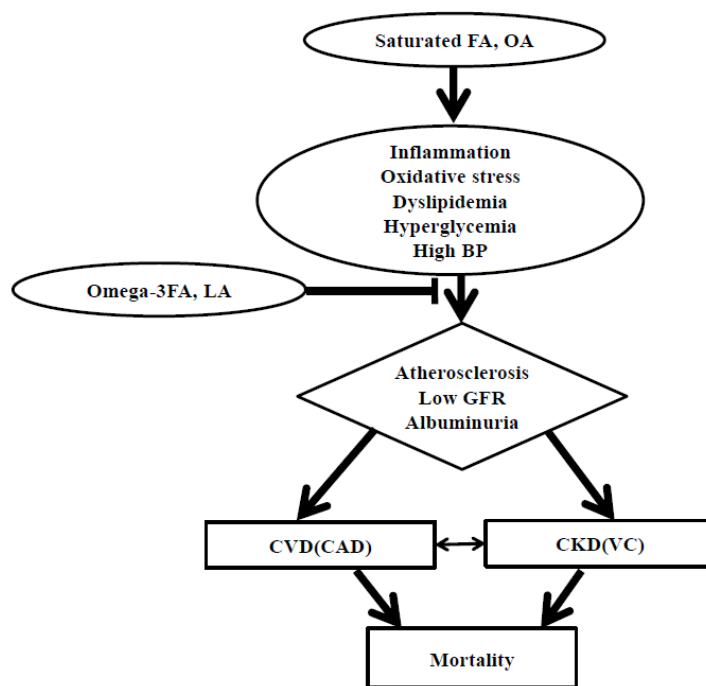 Saturated FA, OA
Inflammation
Oxidative stress
Dyslipidemia
Hyperglycemia
High BP
Omega-3FA, LA
Atherosclerosis
Low GFR
Albuminuria
CVD(CAD)
CKD(VC)
Mortality